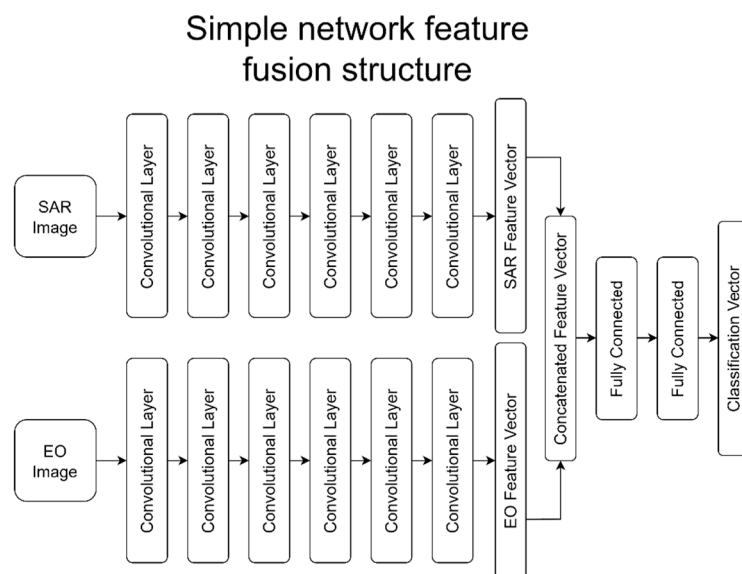 Simple network feature
fusion structure
SAR
Image
Convolutional Layer
Convolutional Layer
Convolutional Layer
Convolutional Layer
Convolutional Layer
Convolutional Layer
SAR Feature Vector
EO
Image
Convolutional Layer
Convolutional Layer
Convolutional Layer
Convolutional Layer
Convolutional Layer
Convolutional Layer
EO Feature Vector
Concatenated Feature Vector
Fully Connected
Fully Connected
Classification Vector